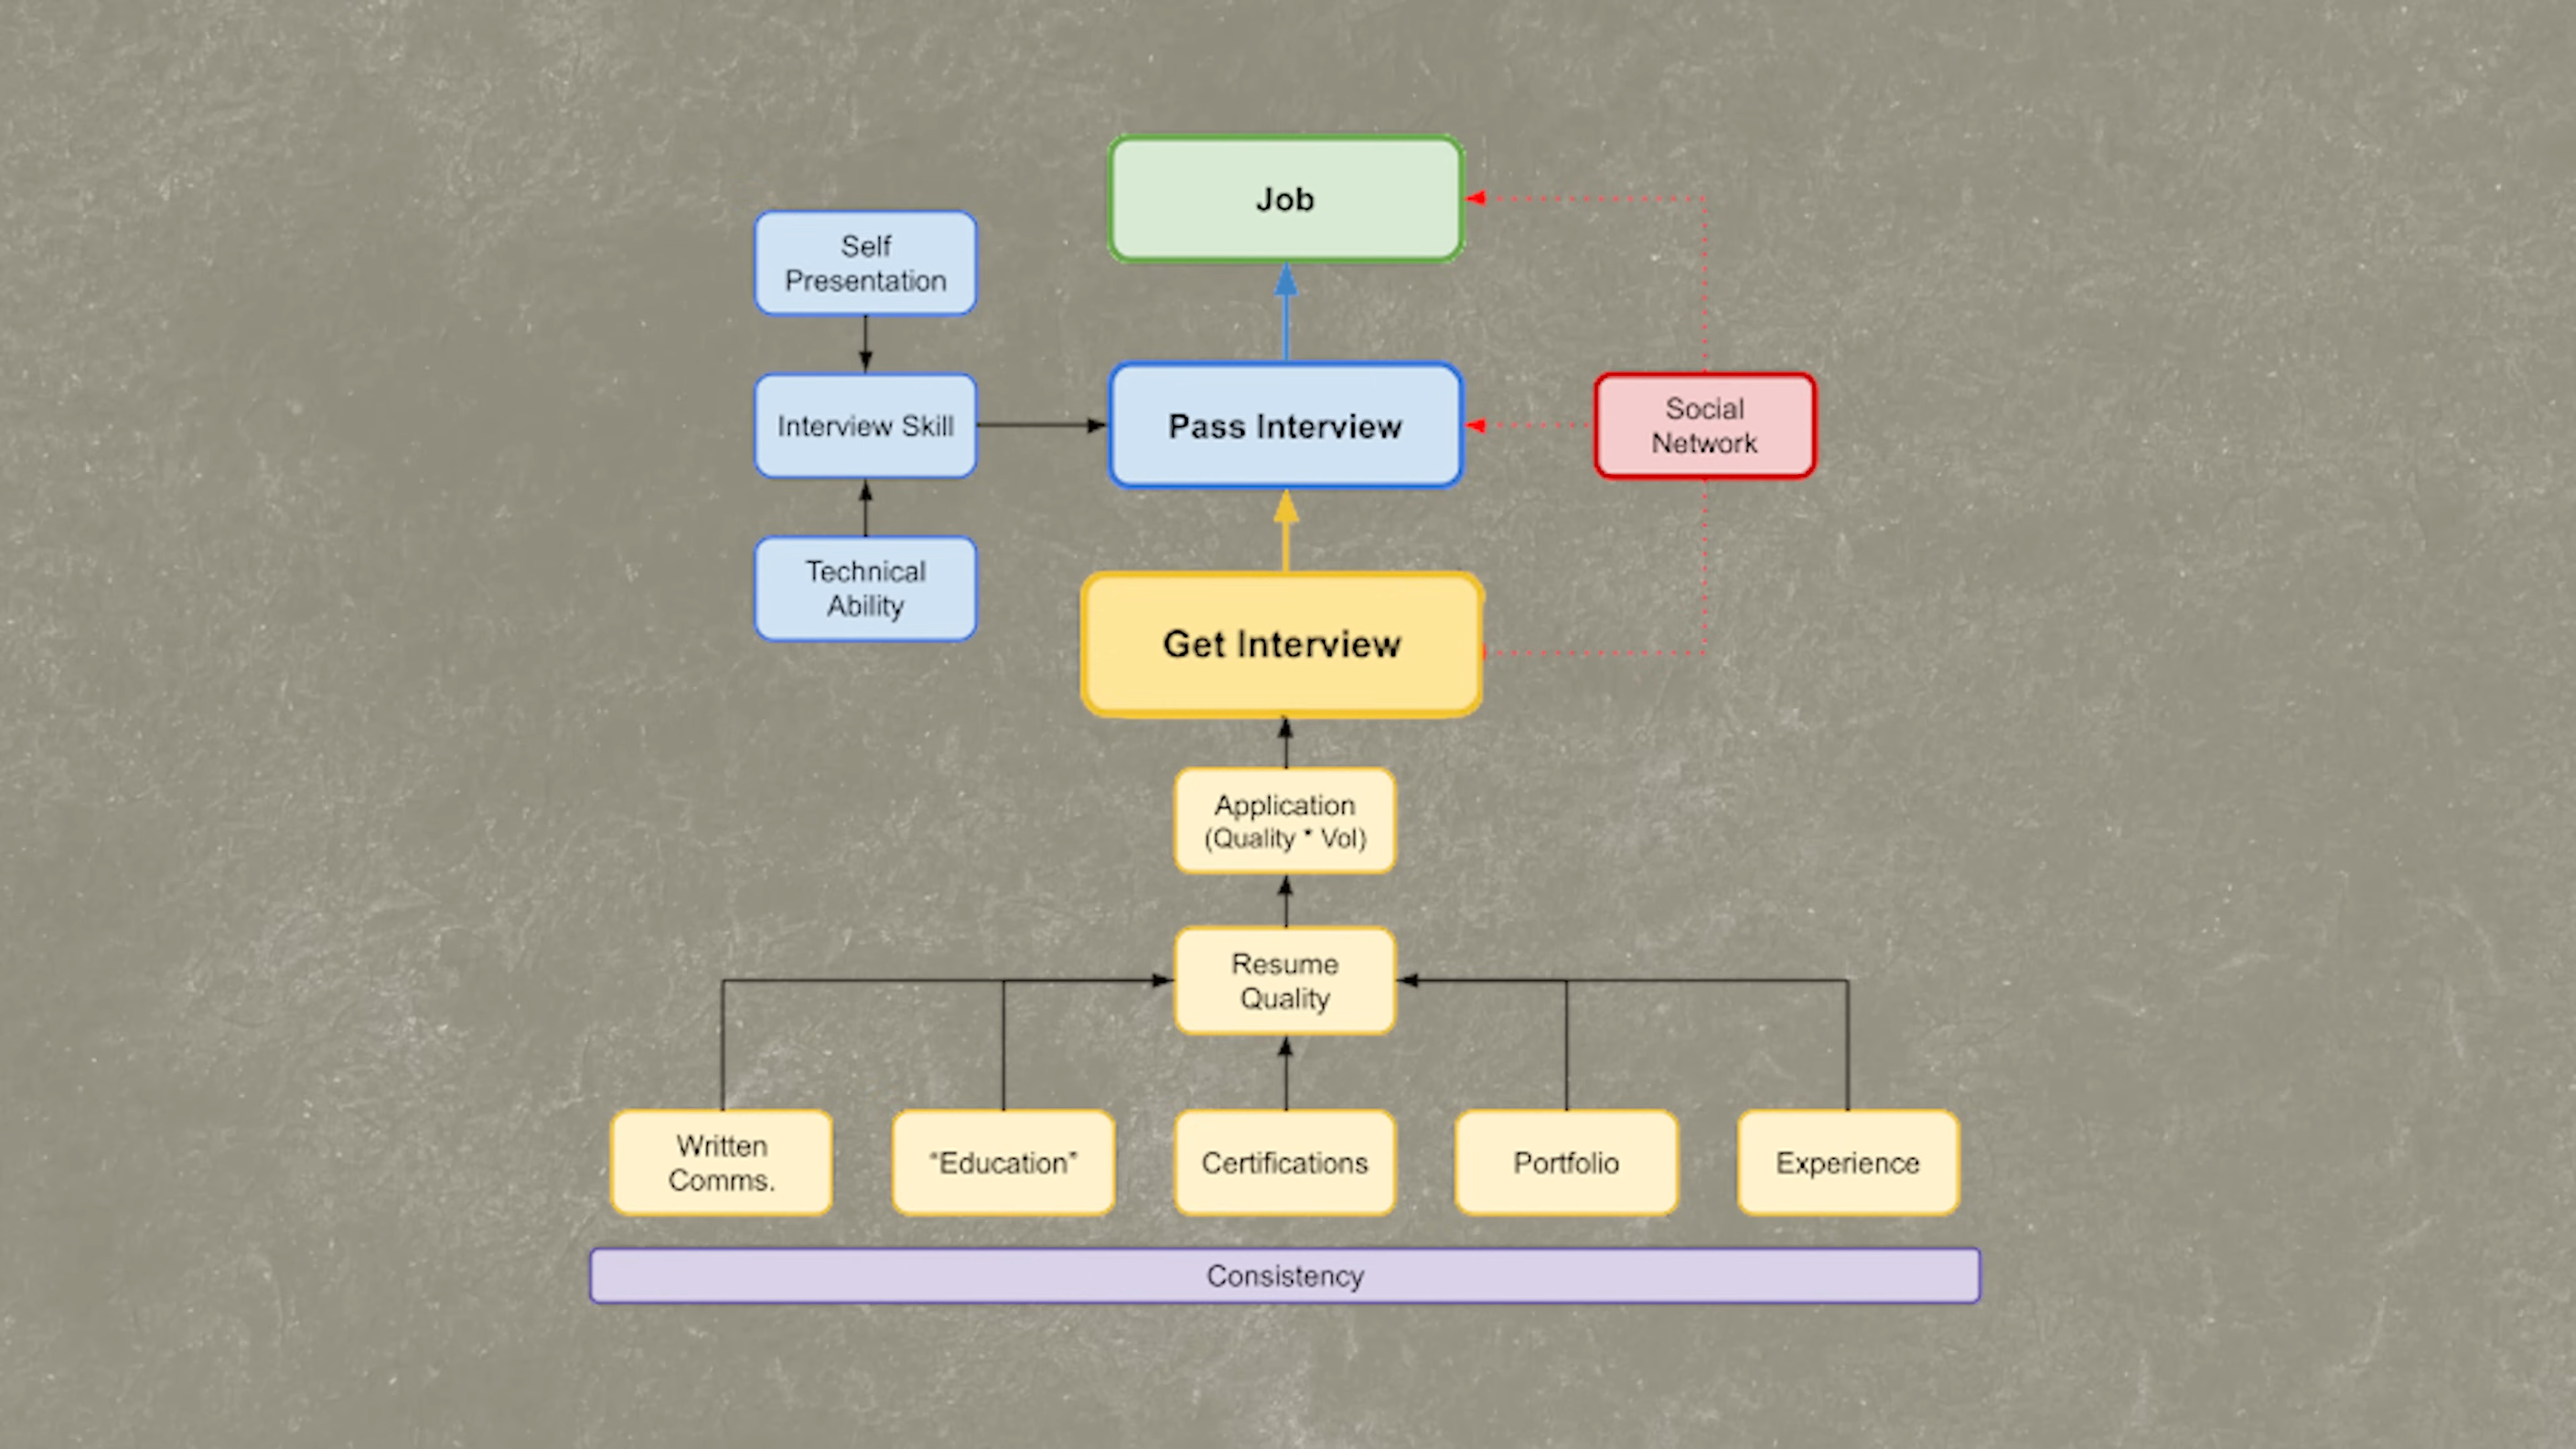 Job
Self
Presentation
Interview Skill
Pass Interview
Social
Network
Technical
Ability
Get Interview
Application
(Quality * Vol)
Resume
Quality
Written
Comms.
“Education”
Certifications
Portfolio
Experience
Consistency